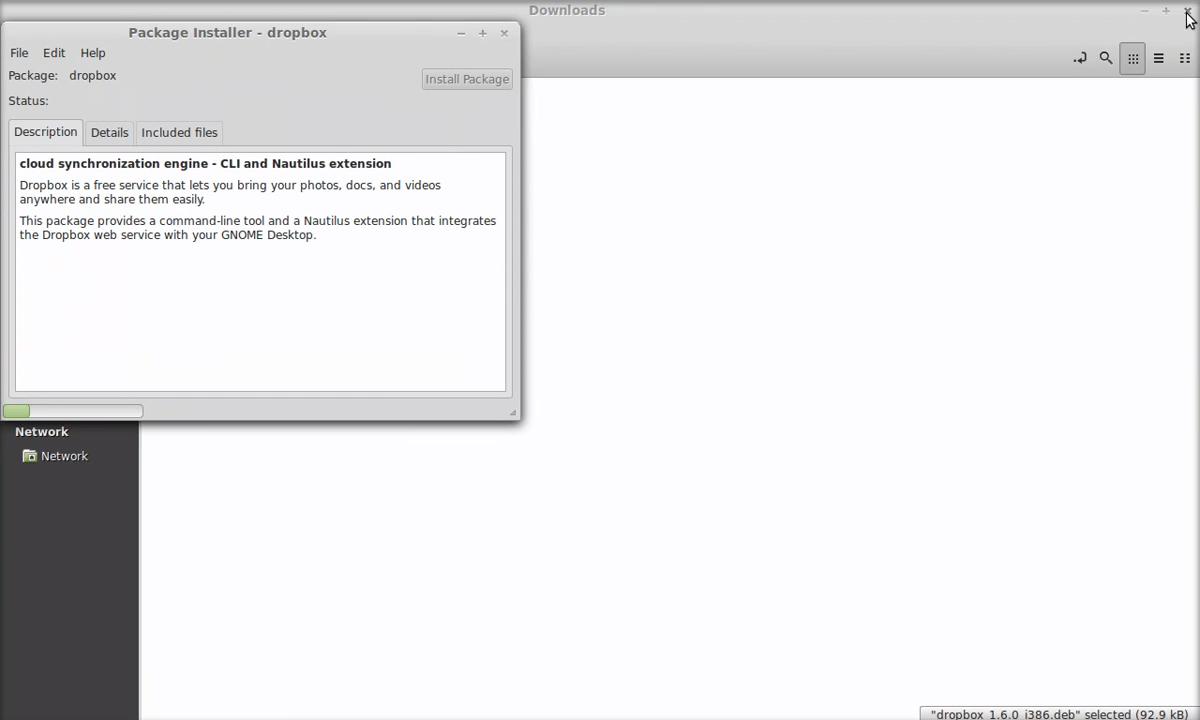 Downloads
Package Installer - dropbox
File Edit Help
Package: dropbox
Install Package
Status:
Description Details Included files
cloud synchronization engine - CLI and Nautilus extension
Dropbox is a free service that lets you bring your photos, docs, and videos
anywhere and share them easily.
This package provides a command-line tool and a Nautilus extension that integrates
the Dropbox web service with your GNOME Desktop.
Network
Network
"dropbox_1.6.0_i386.deb" selected (92.9 kB)